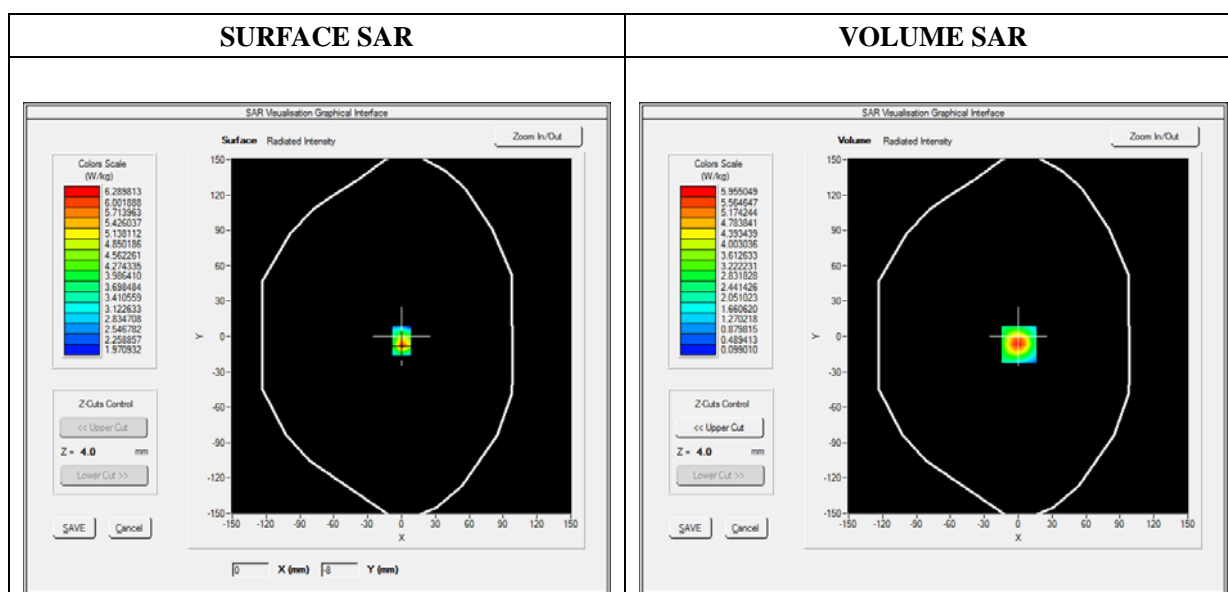 SURFACE SAR
VOLUME SAR
SAR Visualisation Graphical Interface
Surface Radiated Intensity
Zoom In/Out
Colors Scale
(W/kg)
6.289813
6.001888
5.713963
5.426037
5.138112
4.850186
4.562261
4.274335
3.986410
3.698484
3.410559
3.122633
2.834708
2.546782
2.258857
1.970932
150
120
90
60
30
Y 0
-30
-60
-90
-120
-150
-150 -120 -90 -60 -30 0 30 60 90 120 150
X
Z-Cuts Control
<< Upper Cut
Z = 4.0 mm
Lower Cut >>
SAVE Cancel
0 X (mm) -8 Y (mm)
SAR Visualisation Graphical Interface
Volume Radiated Intensity
Zoom In/Out
Colors Scale
(W/kg)
5.955049
5.564647
5.174244
4.783841
4.393439
4.003036
3.612633
3.222231
2.831828
2.441426
2.051023
1.660620
1.270218
0.879815
0.489413
0.099010
150
120
90
60
30
Y 0
-30
-60
-90
-120
-150
-150 -120 -90 -60 -30 0 30 60 90 120 150
X
Z-Cuts Control
<< Upper Cut
Z = 4.0 mm
Lower Cut >>
SAVE Cancel